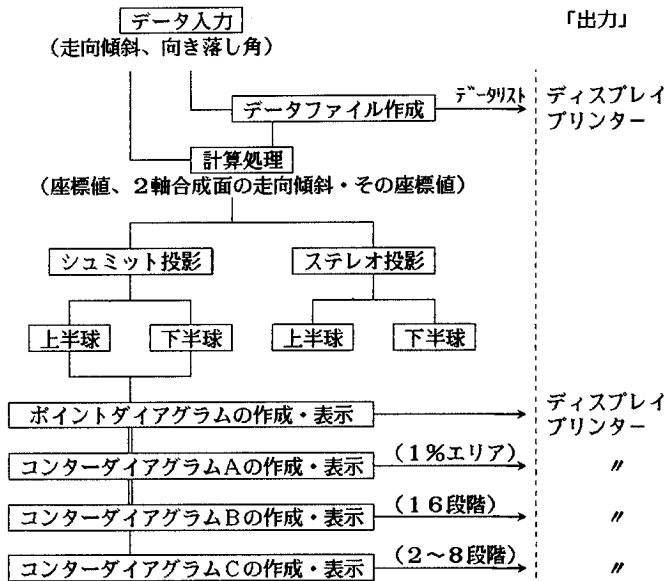 データ入力
「出力」
（走向傾斜、向き落し角）
データファイル作成
データリスト
ディスプレイ
プリンター
計算処理
（座標値、２軸合成面の走向傾斜・その座標値）
シュミット投影
ステレオ投影
上半球
下半球
上半球
下半球
ポイントダイアグラムの作成・表示
ディスプレイ
プリンター
コンターダイアグラムＡの作成・表示
（１％エリア）
〃
コンターダイアグラムＢの作成・表示
（１６段階）
〃
コンターダイアグラムＣの作成・表示
（２～８段階）
〃